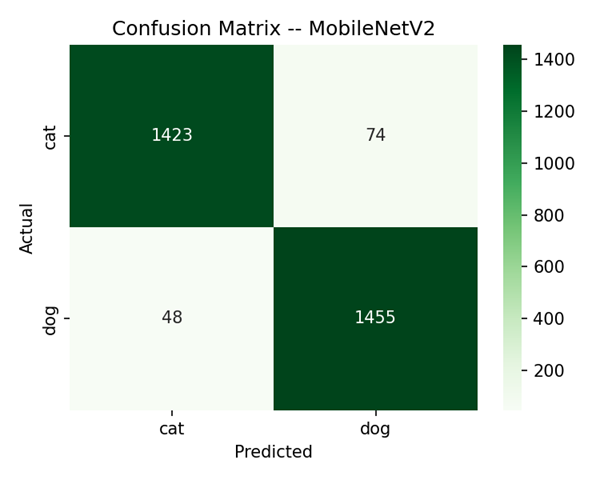 Confusion Matrix -- MobileNetV2
Actual
cat
1423
74
dog
48
1455
cat
dog
Predicted
1400
1200
1000
800
600
400
200